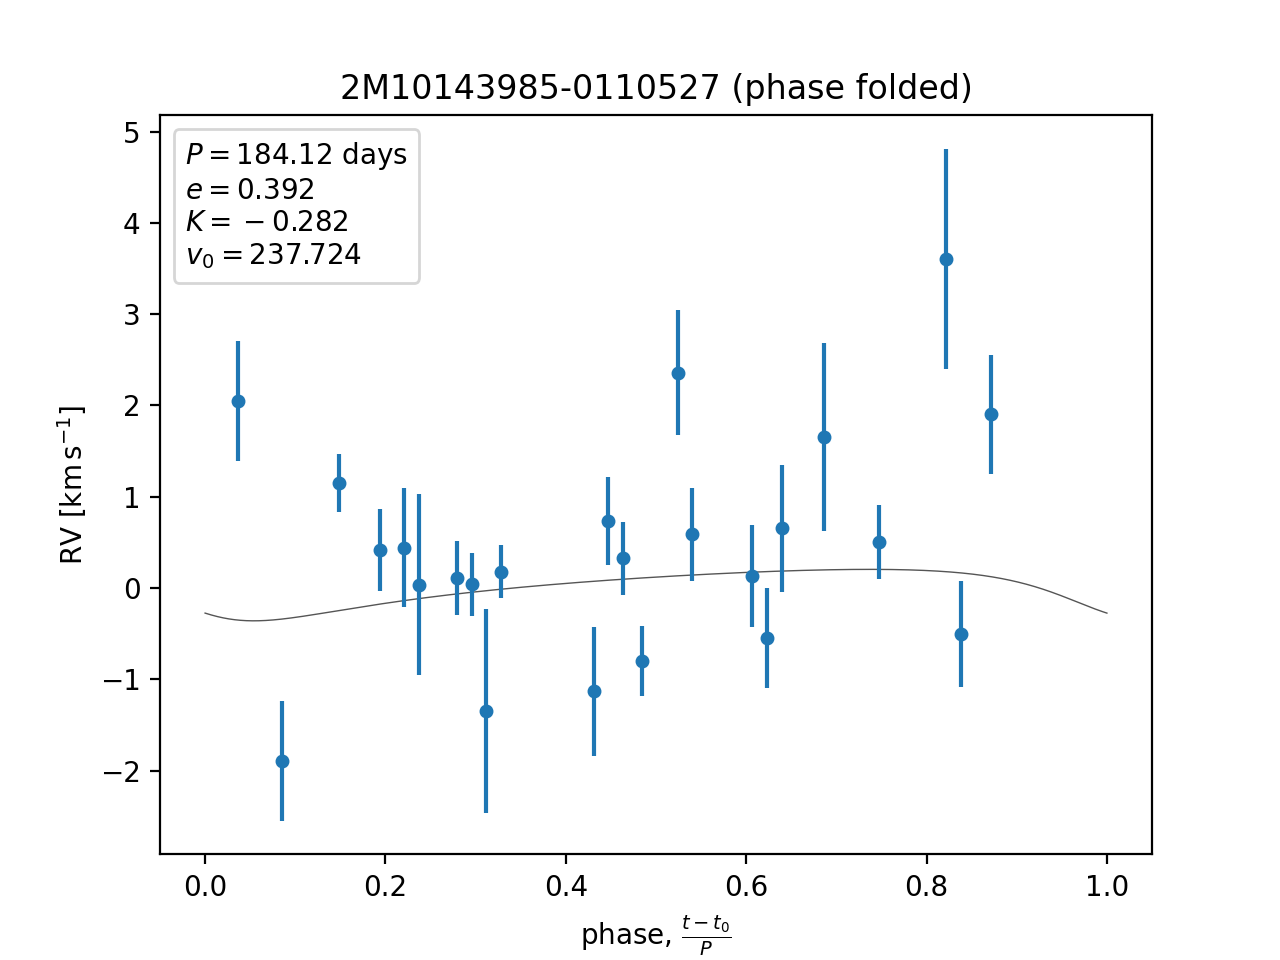 2M10143985-0110527 (phase folded)
P = 184.12 days
e = 0.392
K = −0.282
v₀ = 237.724
5
4
3
2
1
0
−1
−2
RV [km s⁻¹]
0.0 0.2 0.4 0.6 0.8 1.0
phase, (t − t₀)/P